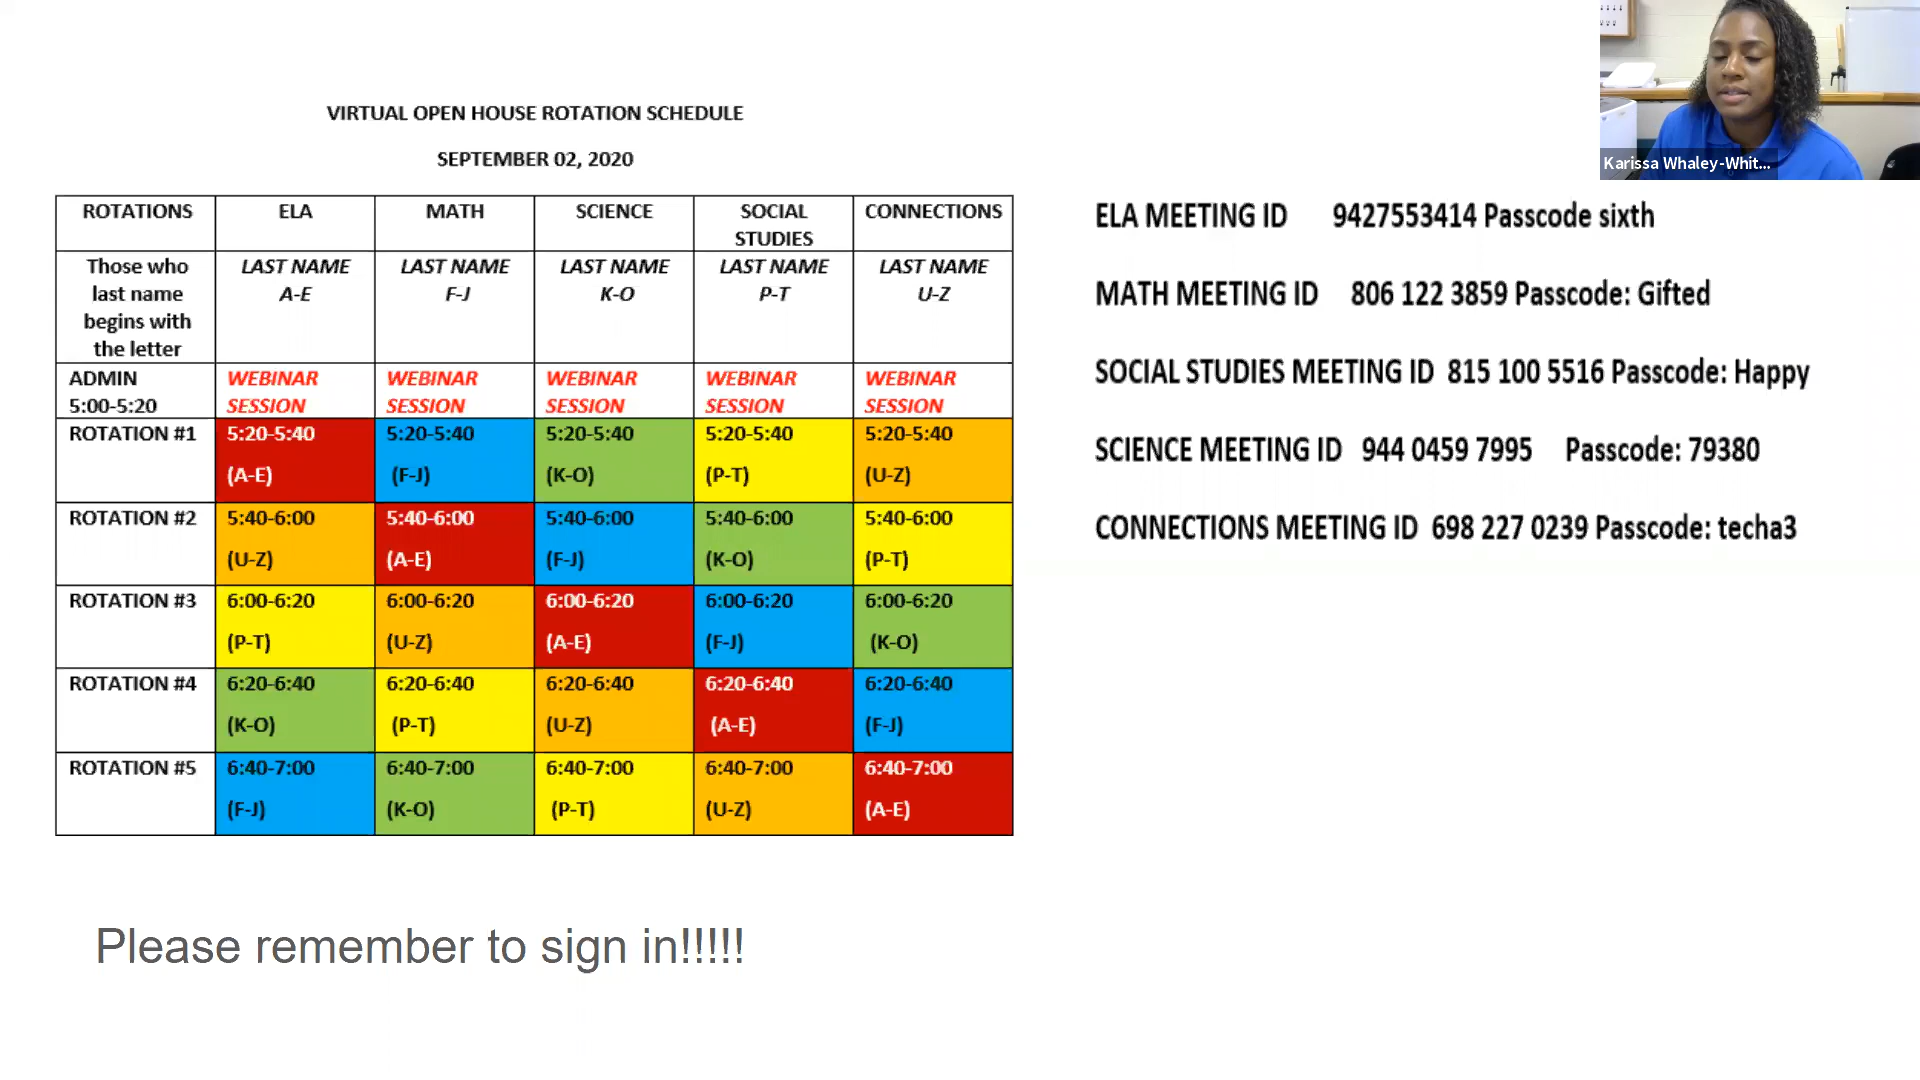 VIRTUAL OPEN HOUSE ROTATION SCHEDULE
SEPTEMBER 02, 2020
ROTATIONS ELA MATH SCIENCE SOCIAL STUDIES CONNECTIONS
Those who last name begins with the letter LAST NAME A-E LAST NAME F-J LAST NAME K-O LAST NAME P-T LAST NAME U-Z
ADMIN 5:00-5:20 WEBINAR SESSION WEBINAR SESSION WEBINAR SESSION WEBINAR SESSION WEBINAR SESSION
ROTATION #1 5:20-5:40 (A-E) 5:20-5:40 (F-J) 5:20-5:40 (K-O) 5:20-5:40 (P-T) 5:20-5:40 (U-Z)
ROTATION #2 5:40-6:00 (U-Z) 5:40-6:00 (A-E) 5:40-6:00 (F-J) 5:40-6:00 (K-O) 5:40-6:00 (P-T)
ROTATION #3 6:00-6:20 (P-T) 6:00-6:20 (U-Z) 6:00-6:20 (A-E) 6:00-6:20 (F-J) 6:00-6:20 (K-O)
ROTATION #4 6:20-6:40 (K-O) 6:20-6:40 (P-T) 6:20-6:40 (U-Z) 6:20-6:40 (A-E) 6:20-6:40 (F-J)
ROTATION #5 6:40-7:00 (F-J) 6:40-7:00 (K-O) 6:40-7:00 (P-T) 6:40-7:00 (U-Z) 6:40-7:00 (A-E)
Please remember to sign in!!!!!
Karissa Whaley-Whit...
ELA MEETING ID 9427553414 Passcode sixth
MATH MEETING ID 806 122 3859 Passcode: Gifted
SOCIAL STUDIES MEETING ID 815 100 5516 Passcode: Happy
SCIENCE MEETING ID 944 0459 7995 Passcode: 79380
CONNECTIONS MEETING ID 698 227 0239 Passcode: techa3